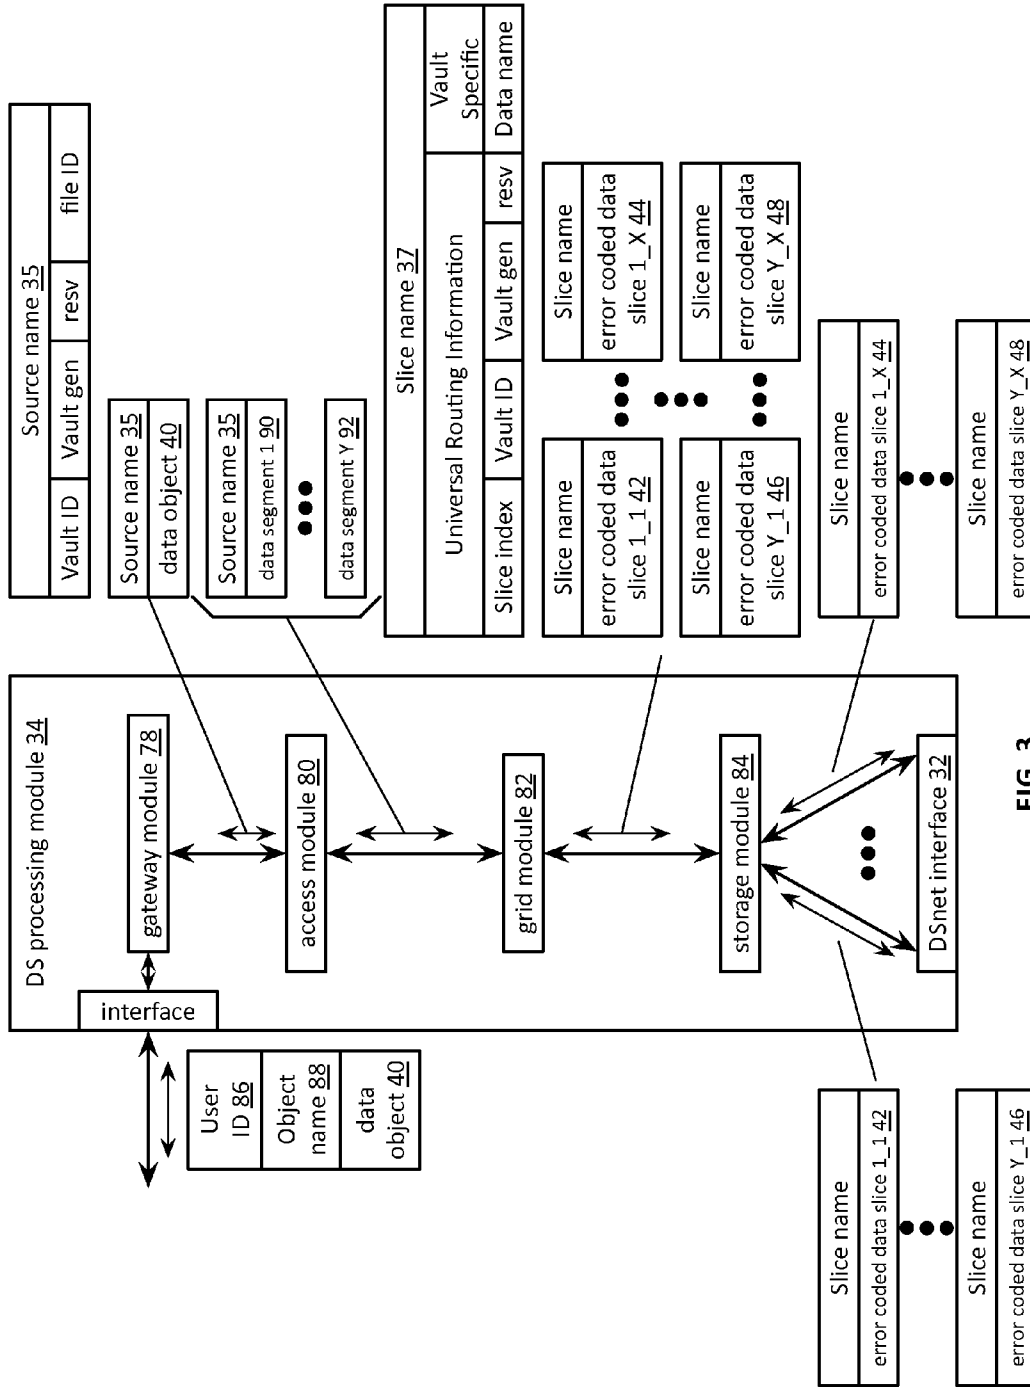 Source name 35
Vault ID
Vault gen
resv
file ID
DS processing module 34
interface
gateway module 78
access module 80
grid module 82
storage module 84
DSnet interface 32
User
ID 86
Object
name 88
data
object 40
Source name 35
data object 40
Source name 35
data segment 1 90
data segment Y 92
Slice name 37
Universal Routing Information
Vault
Specific
Slice index
Vault ID
Vault gen
resv
Data name
Slice name
error coded data
slice 1_1 42
Slice name
error coded data
slice 1_X 44
Slice name
error coded data
slice Y_1 46
Slice name
error coded data
slice Y_X 48
Slice name
error coded data slice 1_1 42
Slice name
error coded data slice Y_1 46
Slice name
error coded data slice 1_X 44
Slice name
error coded data slice Y_X 48
FIG. 3